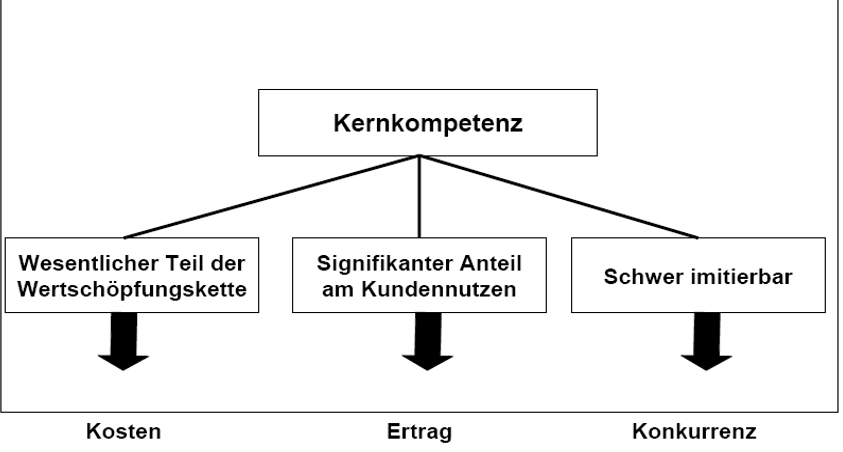 Kernkompetenz
Wesentlicher Teil der
Wertschöpfungskette
Signifikanter Anteil
am Kundennutzen
Schwer imitierbar
Kosten
Ertrag
Konkurrenz